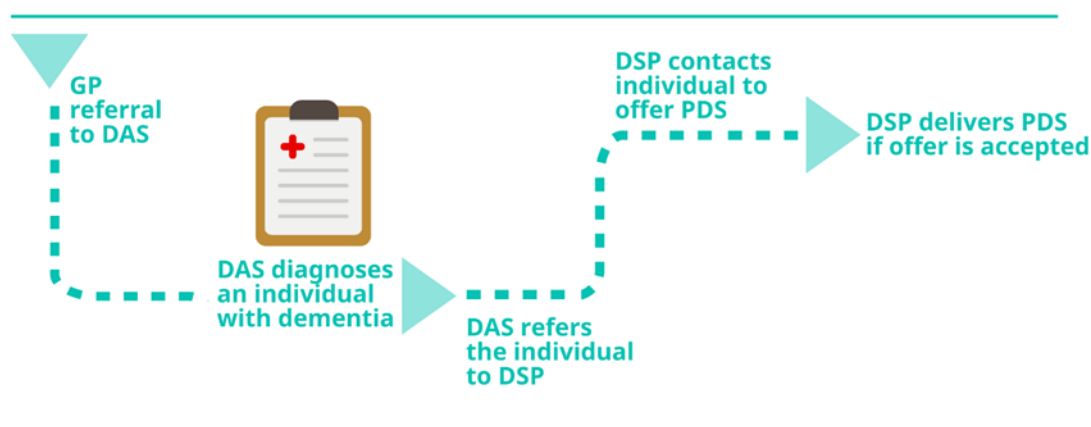 GP
referral
to DAS
DAS diagnoses
an individual
with dementia
DAS refers
the individual
to DSP
DSP contacts
individual to
offer PDS
DSP delivers PDS
if offer is accepted